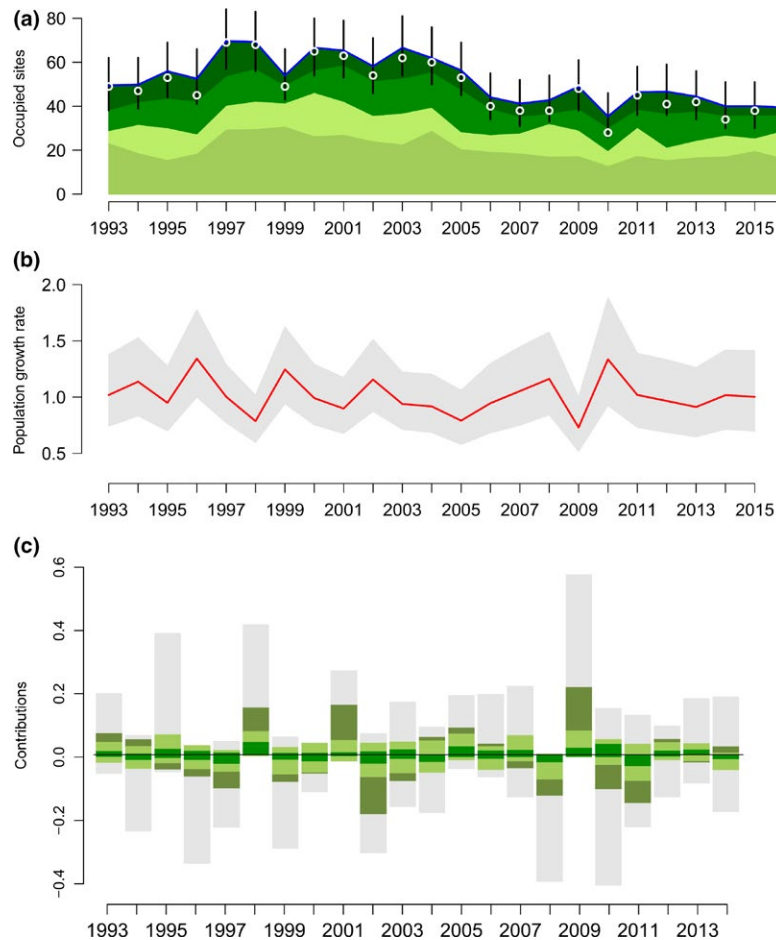 (a)
80
60
40
20
0
Occupied sites
1993 1995 1997 1999 2001 2003 2005 2007 2009 2011 2013 2015
(b)
2.0
1.5
1.0
0.5
Population growth rate
1993 1995 1997 1999 2001 2003 2005 2007 2009 2011 2013 2015
(c)
0.6
0.4
0.2
0.0
−0.2
−0.4
Contributions
1993 1995 1997 1999 2001 2003 2005 2007 2009 2011 2013